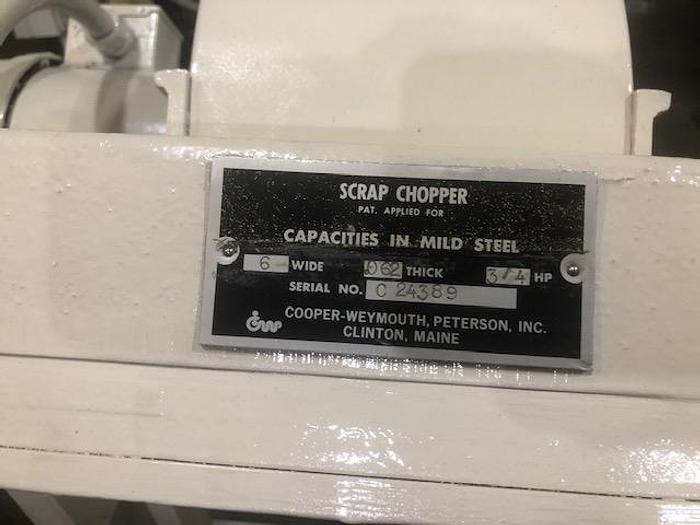 SCRAP CHOPPER
PAT. APPLIED FOR
CAPACITIES IN MILD STEEL
6 WIDE .062 THICK 3/4 HP
SERIAL NO. C 24389
COOPER-WEYMOUTH, PETERSON, INC.
CLINTON, MAINE